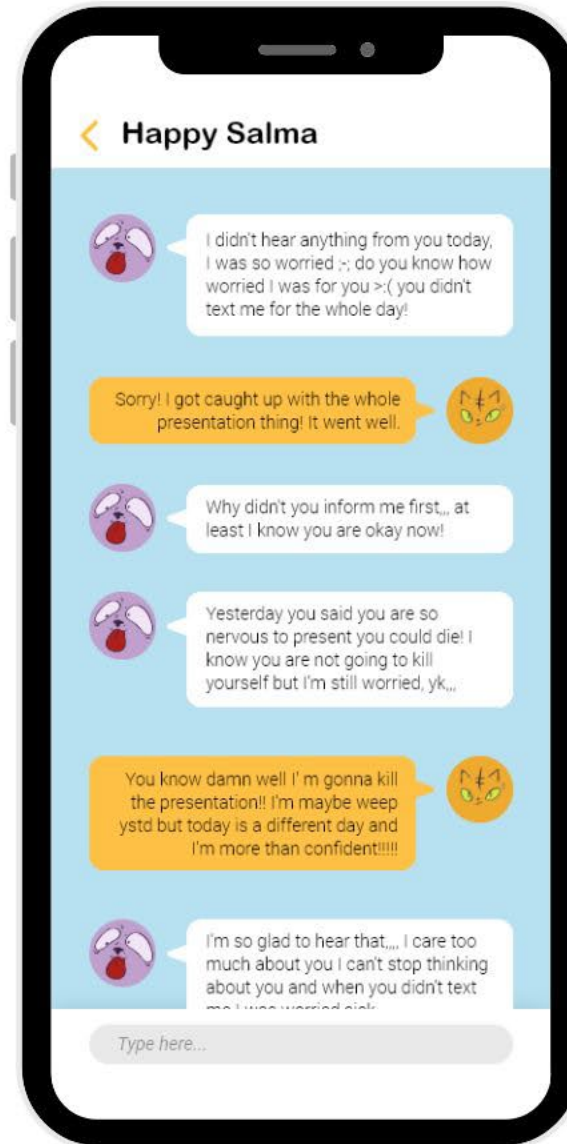 Happy Salma
I didn't hear anything from you today,
I was so worried ;-; do you know how
worried I was for you >:( you didn't
text me for the whole day!
Sorry! I got caught up with the whole
presentation thing! It went well.
Why didn't you inform me first,,, at
least I know you are okay now!
Yesterday you said you are so
nervous to present you could die! I
know you are not going to kill
yourself but I'm still worried, yk,,,
You know damn well I' m gonna kill
the presentation!! I'm maybe weep
ystd but today is a different day and
I'm more than confident!!!!!
I'm so glad to hear that,,,, I care too
much about you I can't stop thinking
about you and when you didn't text
me I was worried sick
Type here...